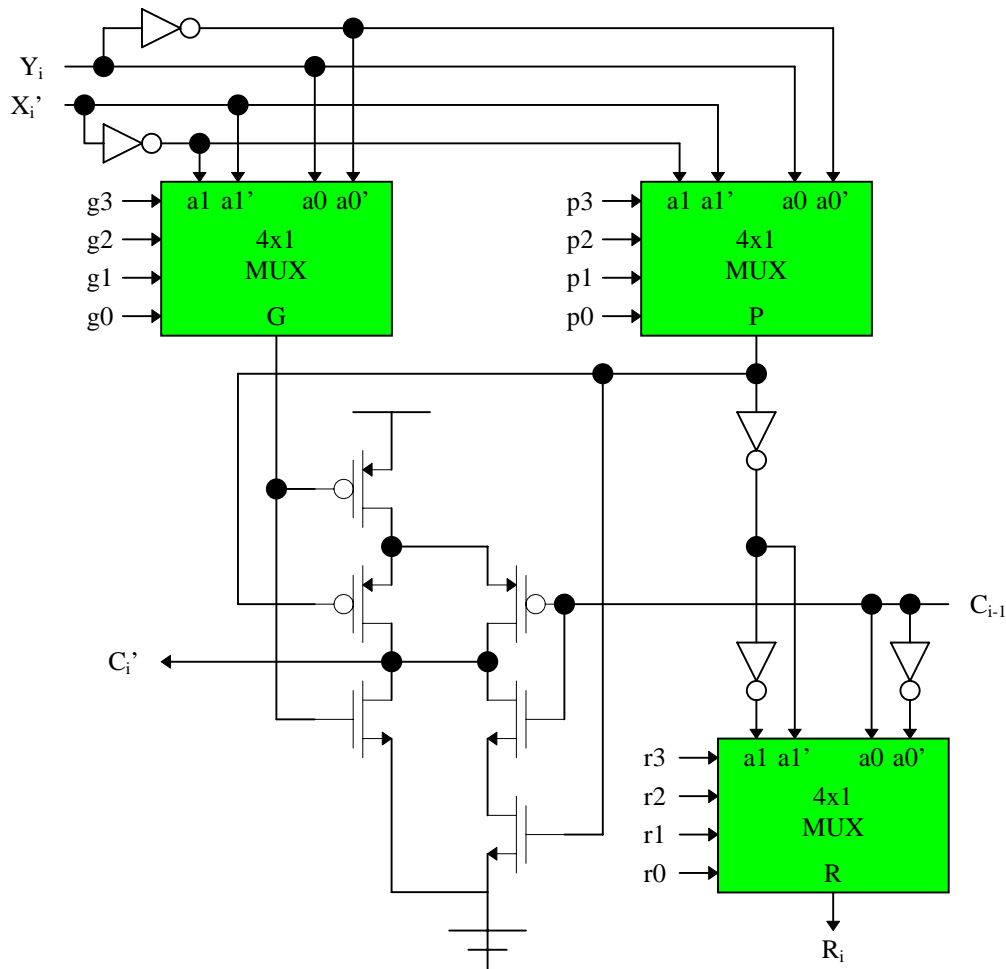 Yᵢ
Xᵢ’
g3
g2
g1
g0
a1 a1’ a0 a0’
4x1
MUX
G
p3
p2
p1
p0
a1 a1’ a0 a0’
4x1
MUX
P
Cᵢ₋₁
Cᵢ’
r3
r2
r1
r0
a1 a1’ a0 a0’
4x1
MUX
R
Rᵢ